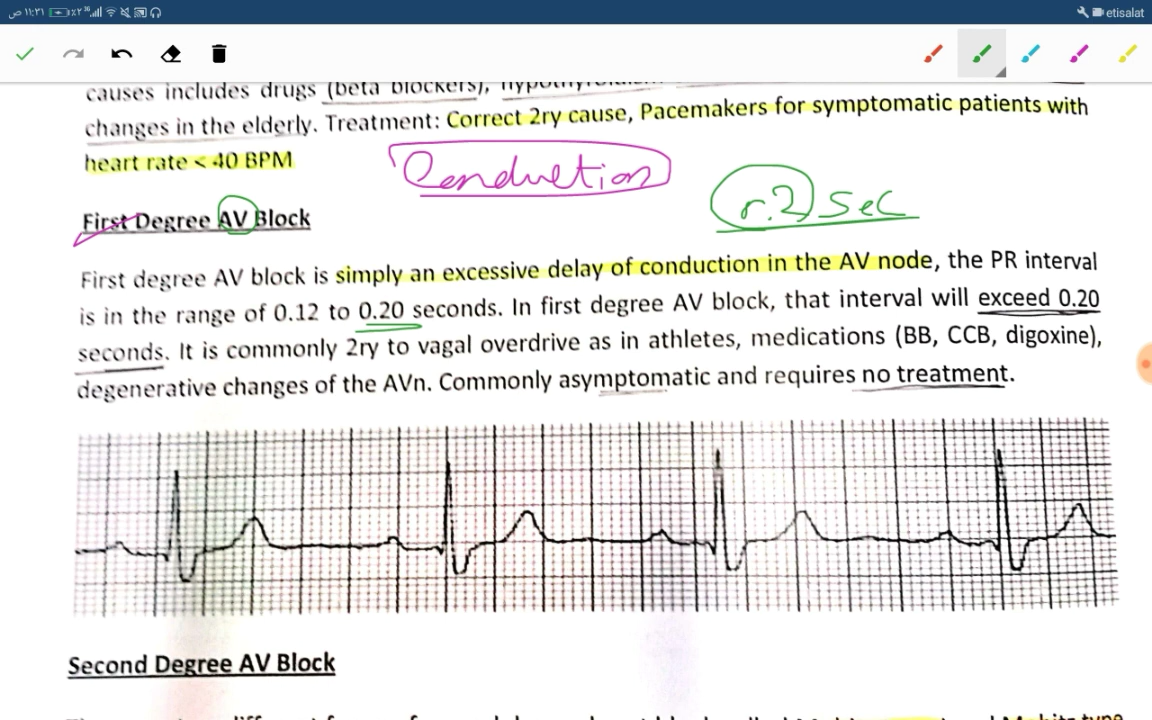 ص ١١:٣١ ٪٢٣ etisalat
causes includes drugs (beta blockers),
changes in the elderly. Treatment: Correct 2ry cause, Pacemakers for symptomatic patients with
heart rate < 40 BPM
Conduction
First Degree AV Block
r.2 Sec
First degree AV block is simply an excessive delay of conduction in the AV node, the PR interval
is in the range of 0.12 to 0.20 seconds. In first degree AV block, that interval will exceed 0.20
seconds. It is commonly 2ry to vagal overdrive as in athletes, medications (BB, CCB, digoxine),
degenerative changes of the AVn. Commonly asymptomatic and requires no treatment.
Second Degree AV Block